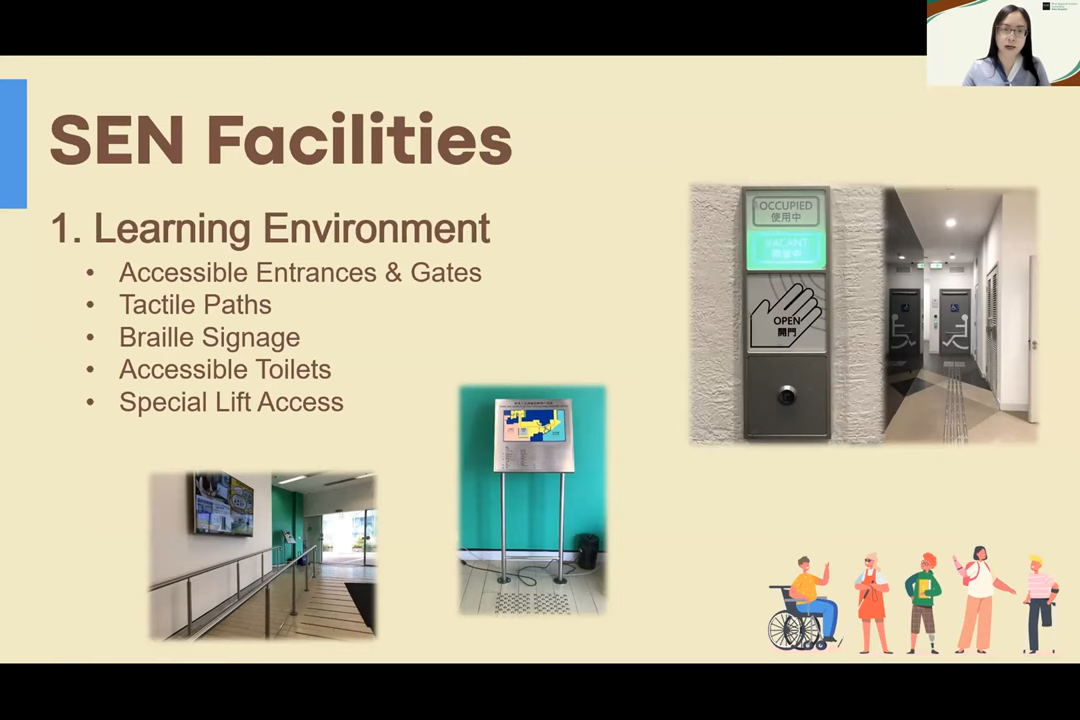 SEN Facilities
1. Learning Environment
• Accessible Entrances & Gates
• Tactile Paths
• Braille Signage
• Accessible Toilets
• Special Lift Access
OCCUPIED
使用中
VACANT
OPEN
開門